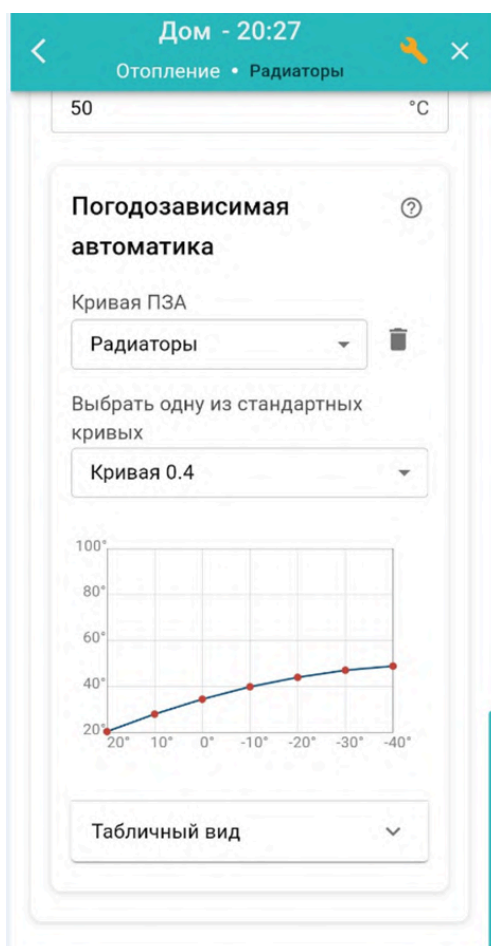 Дом - 20:27
Отопление • Радиаторы
50 °C
Погодозависимая
автоматика
Кривая ПЗА
Радиаторы
Выбрать одну из стандартных
кривых
Кривая 0.4
100°
80°
60°
40°
20°
20° 10° 0° -10° -20° -30° -40°
Табличный вид